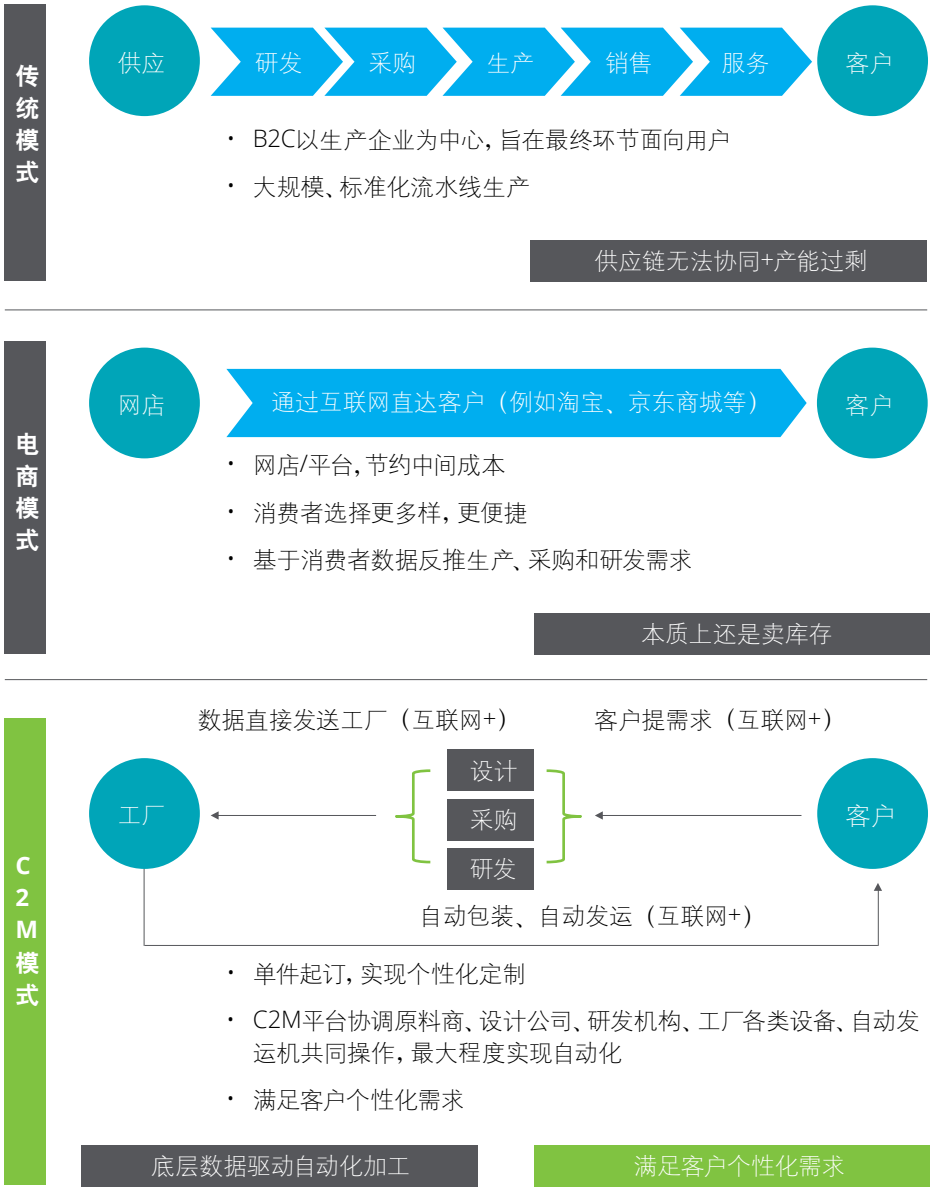 传统模式
供应
研发
采购
生产
销售
服务
客户
· B2C以生产企业为中心，旨在最终环节面向用户
· 大规模、标准化流水线生产
供应链无法协同+产能过剩
电商模式
网店
通过互联网直达客户（例如淘宝、京东商城等）
客户
· 网店/平台，节约中间成本
· 消费者选择更多样，更便捷
· 基于消费者数据反推生产、采购和研发需求
本质上还是卖库存
C2M模式
数据直接发送工厂（互联网+）
客户提需求（互联网+）
工厂
设计
采购
研发
客户
自动包装、自动发运（互联网+）
· 单件起订，实现个性化定制
· C2M平台协调原料商、设计公司、研发机构、工厂各类设备、自动发
运机共同操作，最大程度实现自动化
· 满足客户个性化需求
底层数据驱动自动化加工
满足客户个性化需求